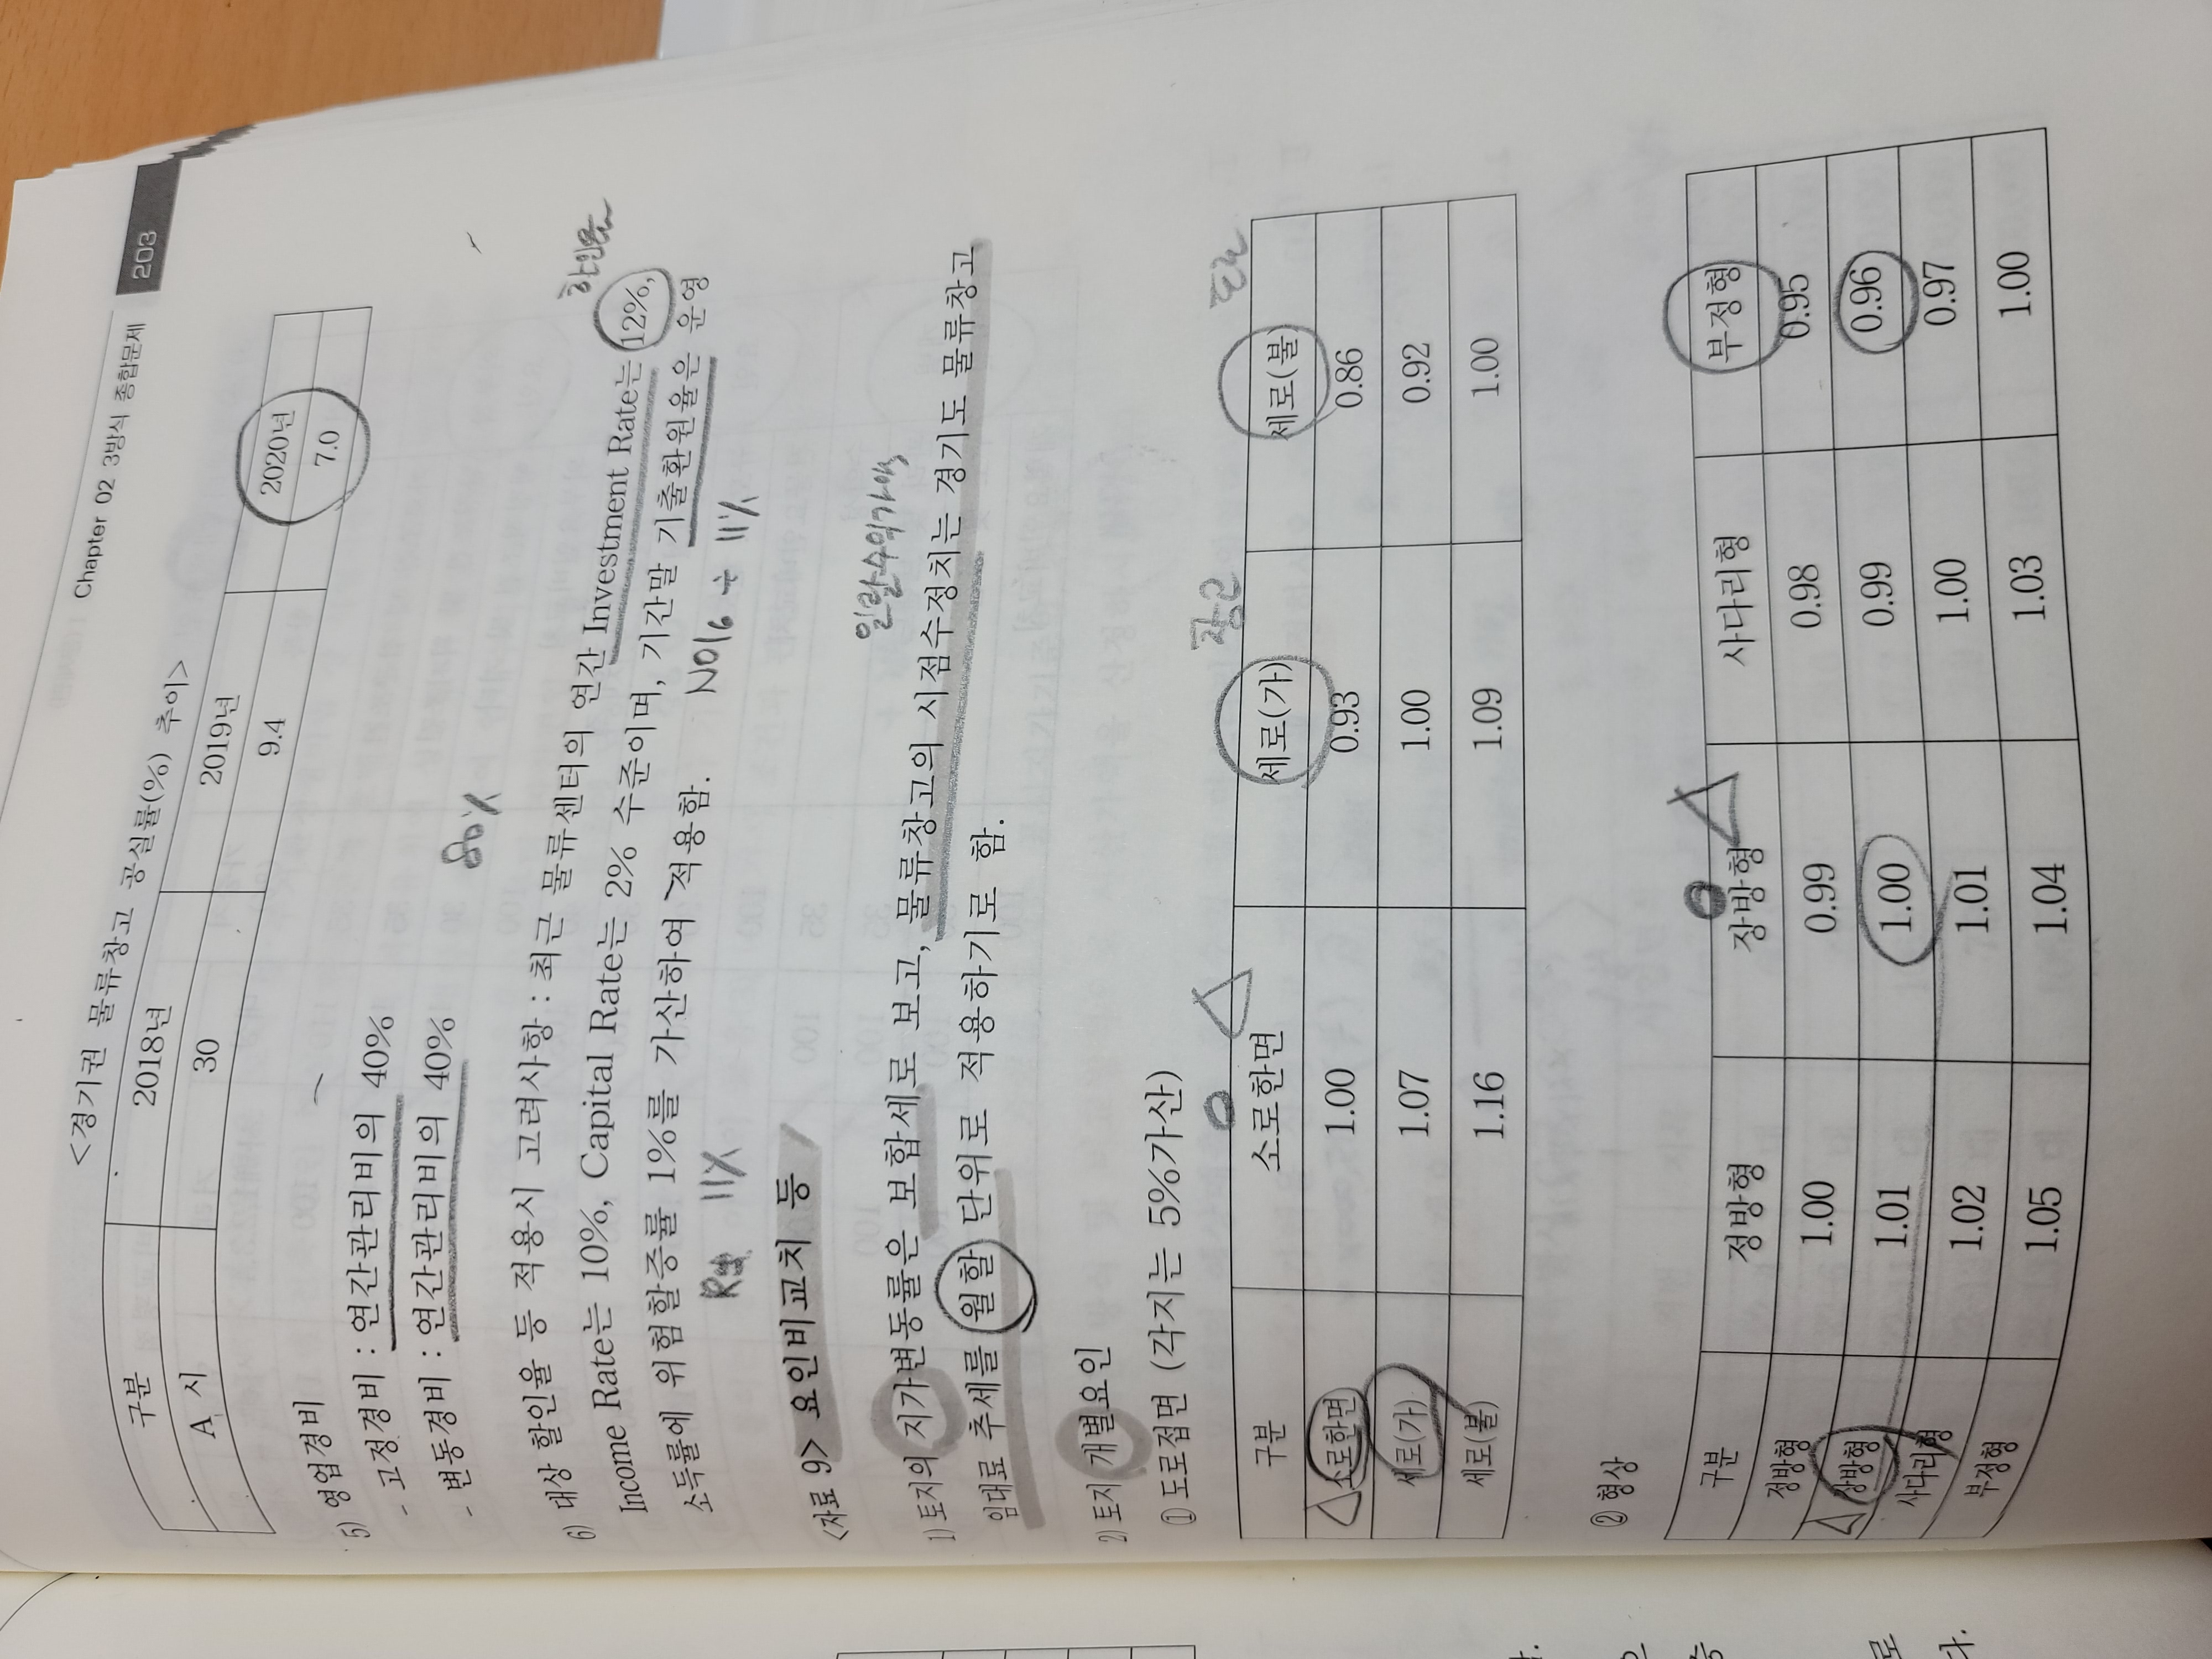 Chapter 02 3방식 종합문제 203
<경기권 물류창고 공실률(%) 추이>
구분 2018년 2019년 2020년
A 시 30 9.4 7.0
5) 영업경비
- 고정경비 : 연간관리비의 40%
- 변동경비 : 연간관리비의 40%
80%
6) 대상 할인율 등 적용시 고려사항 : 최근 물류센터의 연간 Investment Rate는 12%,
할인율
Income Rate는 10%, Capital Rate는 2% 수준이며, 기간말 기출환원율은 운영
소득률에 위험할증률 1%를 가산하여 적용함.
NOI6 ÷ 11%
11%
<자료 9> 요인비교치 등
일괄수익가액
1) 토지의 지가변동률은 보합세로 보고, 물류창고의 시점수정치는 경기도 물류창고
임대료 추세를 월할 단위로 적용하기로 함.
2) 토지 개별요인
① 도로접면 (각지는 5%가산)
구분 소로한면 세로(가) 세로(불)
소로한면 1.00 0.93 0.86
세로(가) 1.07 1.00 0.92
세로(불) 1.16 1.09 1.00
② 형상
구분 정방형 장방형 사다리형 부정형
정방형 1.00 0.99 0.98 0.95
장방형 1.01 1.00 0.99 0.96
사다리형 1.02 1.01 1.00 0.97
부정형 1.05 1.04 1.03 1.00
로
다.